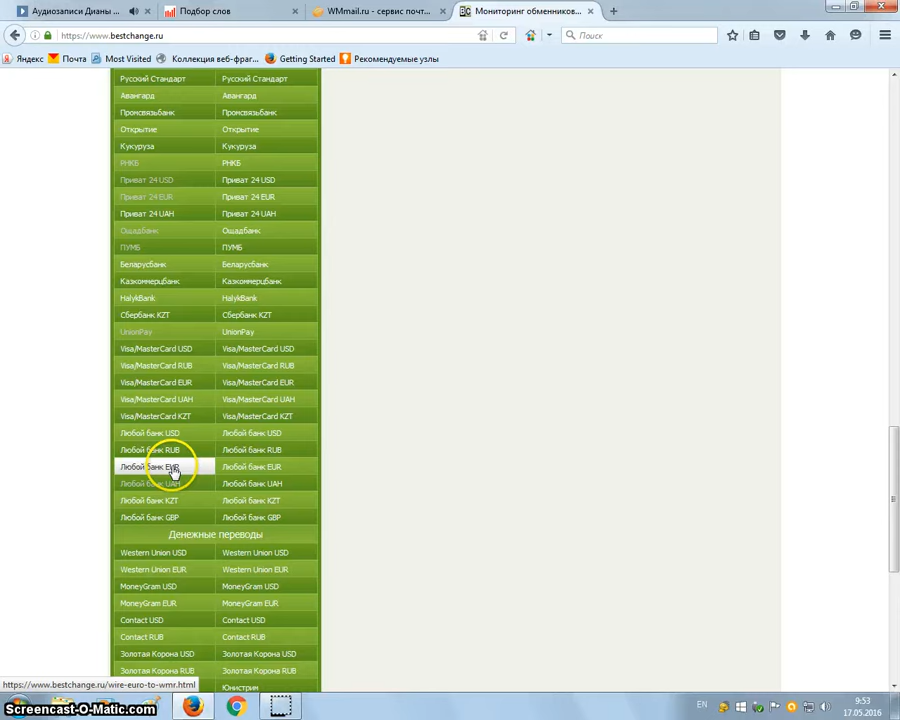 Аудиозаписи Дианы ...
Подбор слов
WMmail.ru - сервис почт...
Мониторинг обменников...
https://www.bestchange.ru
Поиск
Яндекс
Почта
Most Visited
Коллекция веб-фраг...
Getting Started
Рекомендуемые узлы
Русский Стандарт Русский Стандарт
Авангард Авангард
Промсвязьбанк Промсвязьбанк
Открытие Открытие
Кукуруза Кукуруза
РНКБ РНКБ
Приват 24 USD Приват 24 USD
Приват 24 EUR Приват 24 EUR
Приват 24 UAH Приват 24 UAH
Ощадбанк Ощадбанк
ПУМБ ПУМБ
Беларусбанк Беларусбанк
Казкоммерцбанк Казкоммерцбанк
HalykBank HalykBank
Сбербанк KZT Сбербанк KZT
UnionPay UnionPay
Visa/MasterCard USD Visa/MasterCard USD
Visa/MasterCard RUB Visa/MasterCard RUB
Visa/MasterCard EUR Visa/MasterCard EUR
Visa/MasterCard UAH Visa/MasterCard UAH
Visa/MasterCard KZT Visa/MasterCard KZT
Любой банк USD Любой банк USD
Любой банк RUB Любой банк RUB
Любой банк EUR Любой банк EUR
Любой банк UAH Любой банк UAH
Любой банк KZT Любой банк KZT
Любой банк GBP Любой банк GBP
Денежные переводы
Western Union USD Western Union USD
Western Union EUR Western Union EUR
MoneyGram USD MoneyGram USD
MoneyGram EUR MoneyGram EUR
Contact USD Contact USD
Contact RUB Contact RUB
Золотая Корона USD Золотая Корона USD
Золотая Корона RUB Золотая Корона RUB
Юнистрим
https://www.bestchange.ru/wire-euro-to-wmr.html
Screencast-O-Matic.com
EN
9:53
17.05.2016